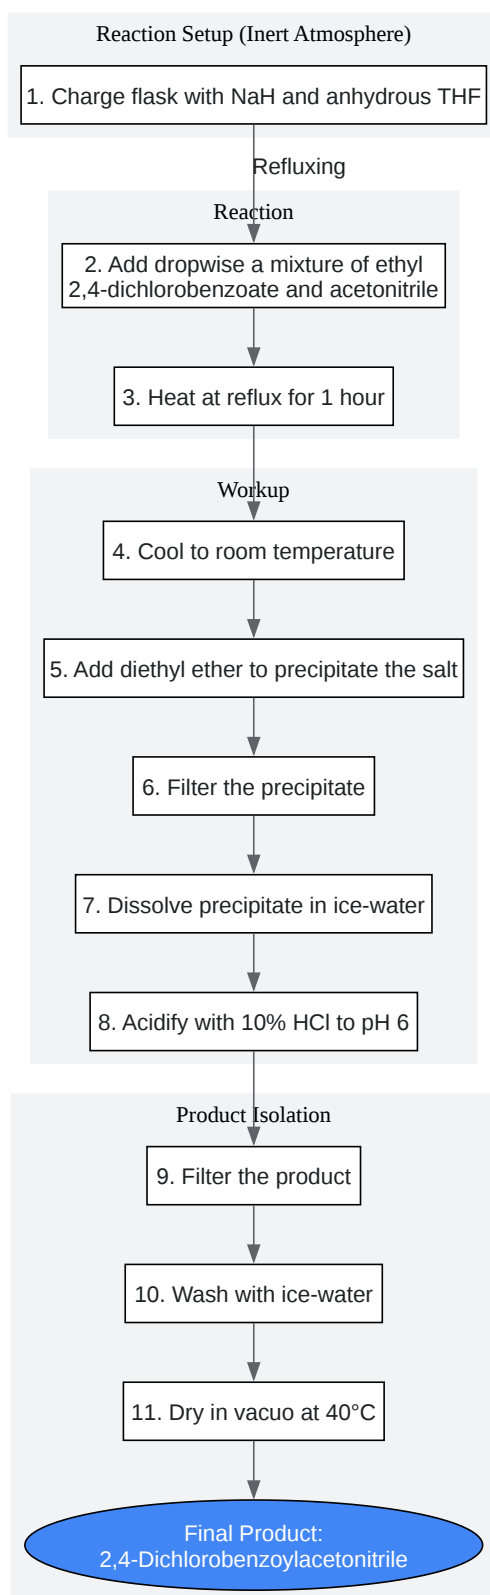 Reaction Setup (Inert Atmosphere)
1. Charge flask with NaH and anhydrous THF
Refluxing
Reaction
2. Add dropwise a mixture of ethyl
2,4-dichlorobenzoate and acetonitrile
3. Heat at reflux for 1 hour
Workup
4. Cool to room temperature
5. Add diethyl ether to precipitate the salt
6. Filter the precipitate
7. Dissolve precipitate in ice-water
8. Acidify with 10% HCl to pH 6
Product Isolation
9. Filter the product
10. Wash with ice-water
11. Dry in vacuo at 40°C
Final Product:
2,4-Dichlorobenzoylacetonitrile